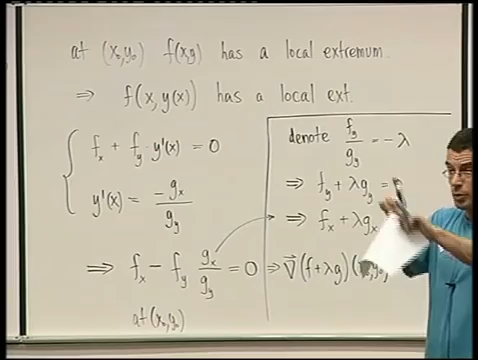 at (x₀,y₀) f(x,y) has a local extremum.
⇒ f(x, y(x)) has a local ext.
{ fₓ + f_y · y'(x) = 0
y'(x) = -gₓ / g_y
⇒ fₓ − f_y gₓ/g_y = 0
at (x₀,y₀)
denote f_y/g_y = −λ
⇒ f_y + λg_y =
⇒ fₓ + λgₓ
⇒ ∇⃗(f+λg)(